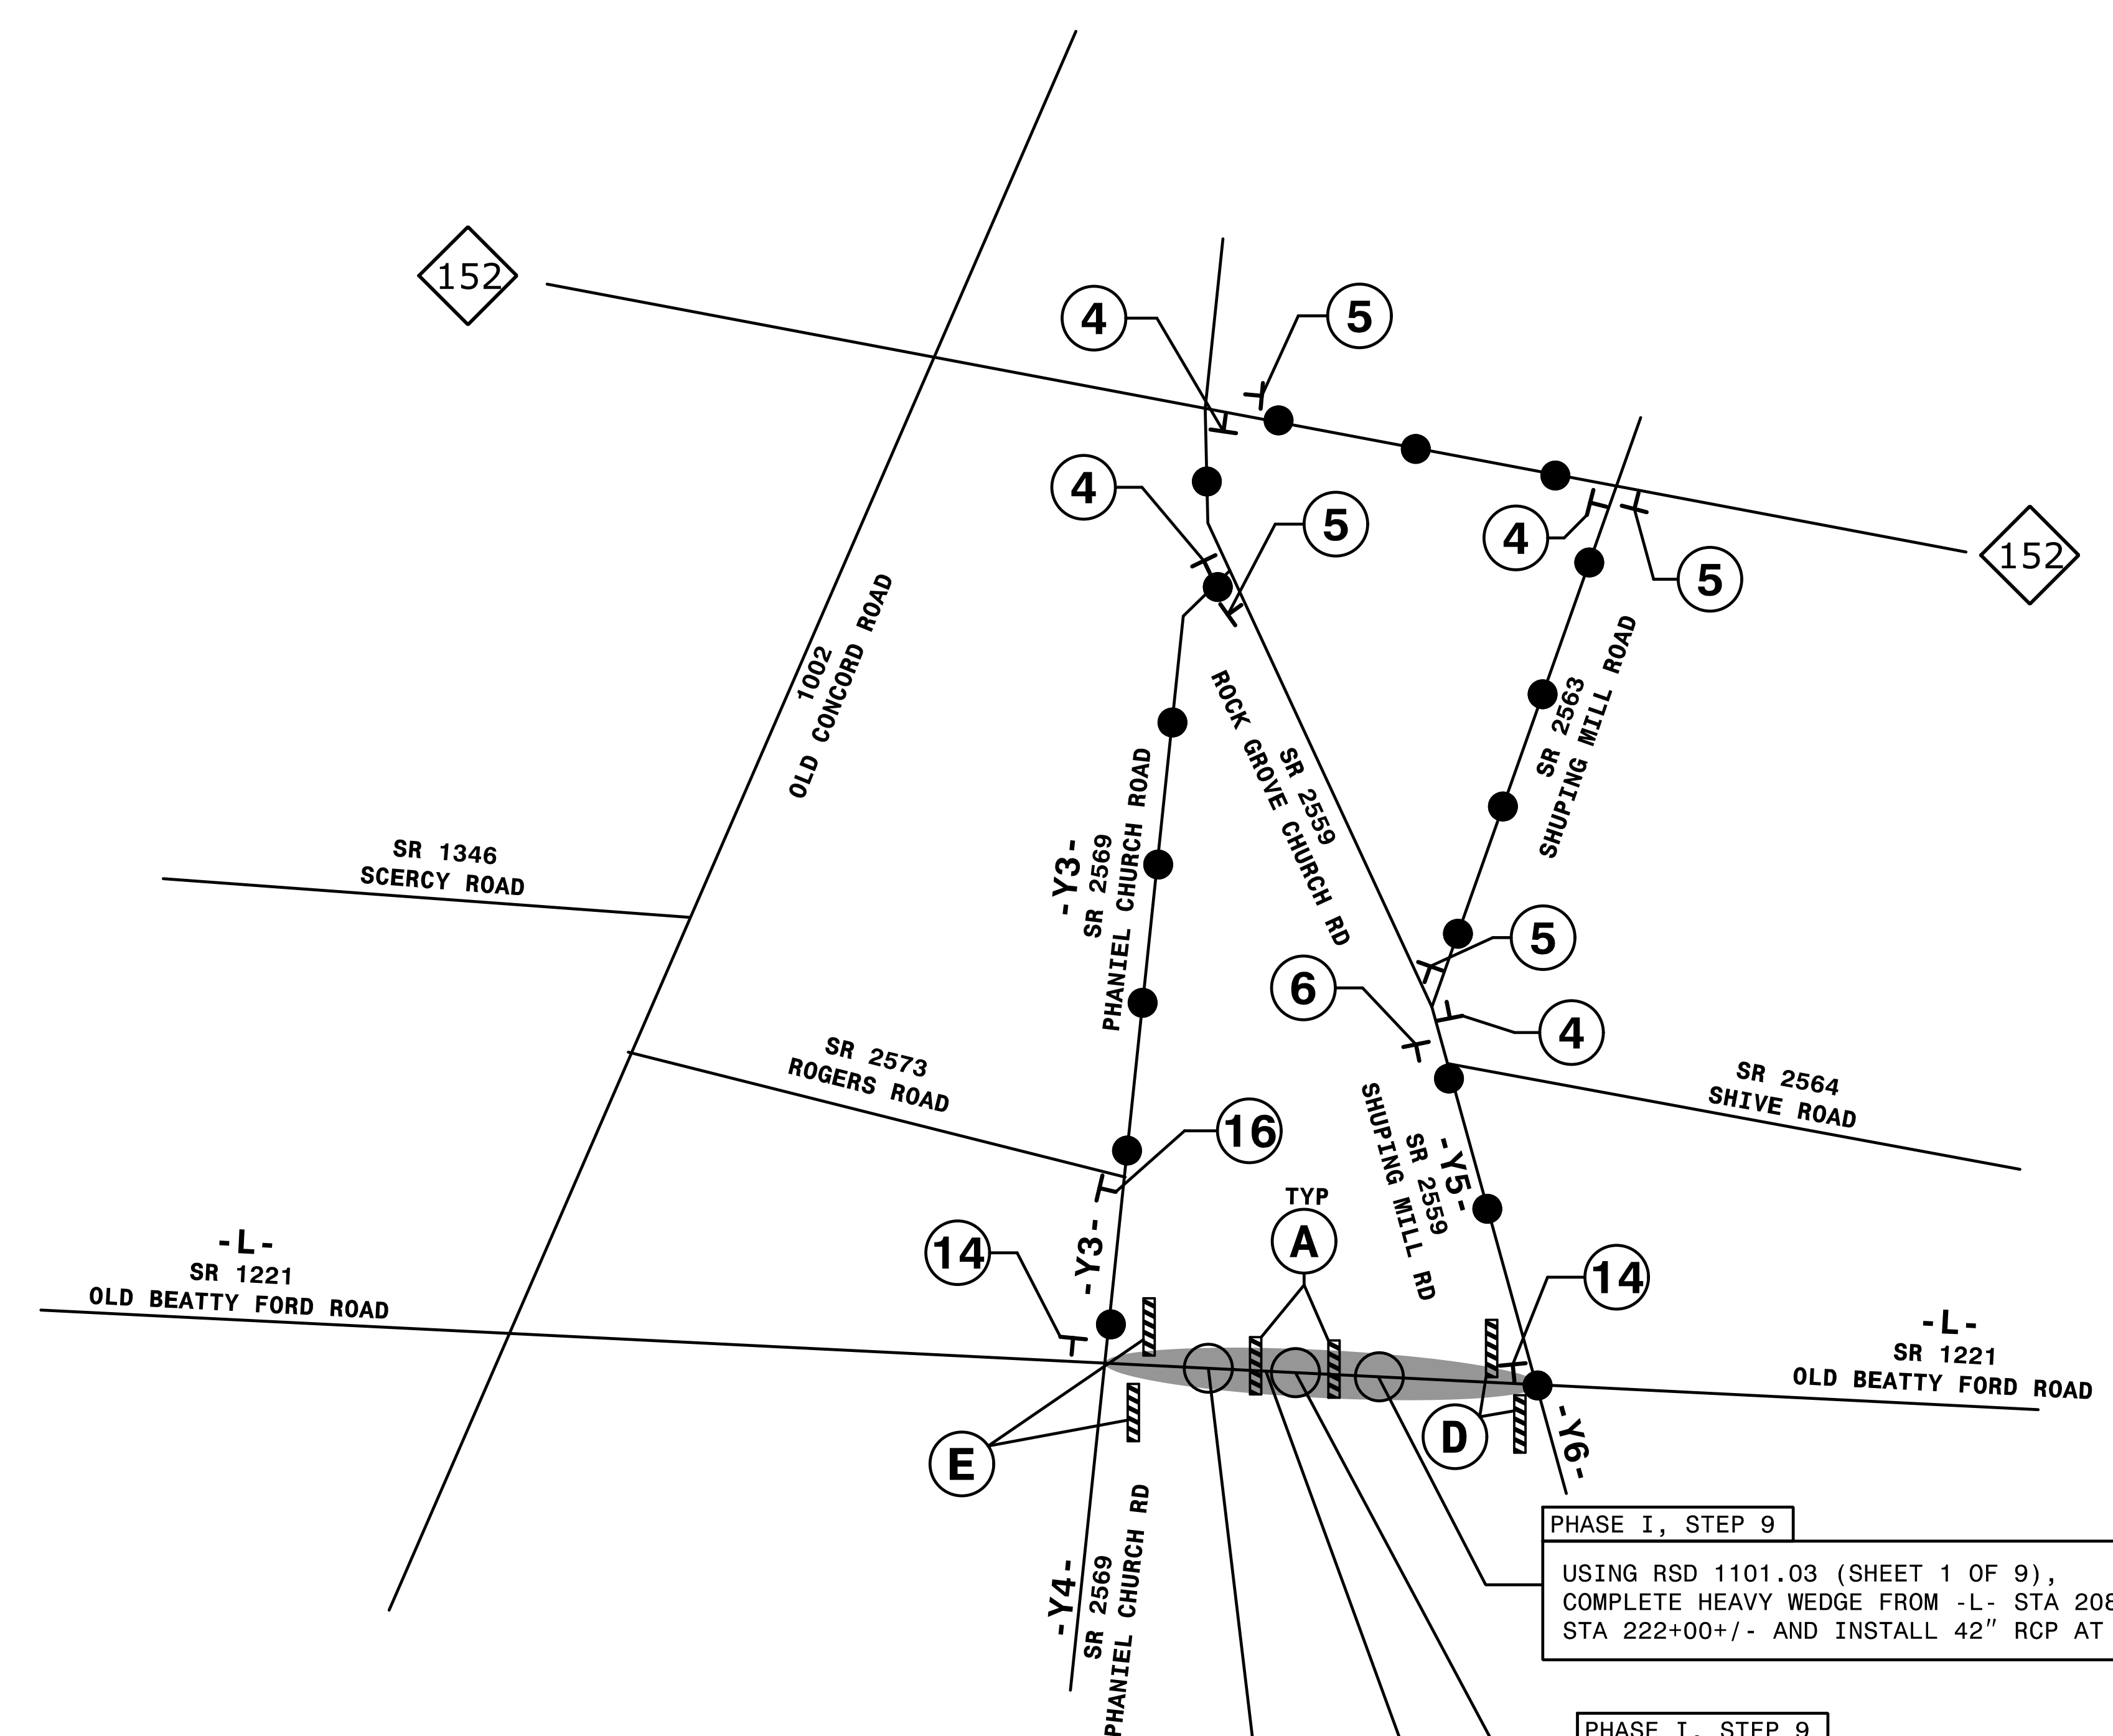 152
4
5
4
5
4
5
152
1002
OLD CONCORD ROAD
SR 2563
SHUPING MILL ROAD
SR 2559
ROCK GROVE CHURCH RD
-Y3-
SR 2569
PHANIEL CHURCH ROAD
SR 1346
SCERCY ROAD
5
6
4
SR 2573
ROGERS ROAD
SR 2564
SHIVE ROAD
16
-Y5-
SR 2559
SHUPING MILL RD
TYP
A
-Y3-
14
14
-L-
SR 1221
OLD BEATTY FORD ROAD
-L-
SR 1221
OLD BEATTY FORD ROAD
E
D
-Y6-
-Y4-
SR 2569
PHANIEL CHURCH RD
PHASE I, STEP 9
USING RSD 1101.03 (SHEET 1 OF 9),
COMPLETE HEAVY WEDGE FROM -L- STA 208
STA 222+00+/- AND INSTALL 42" RCP AT
PHASE I, STEP 9